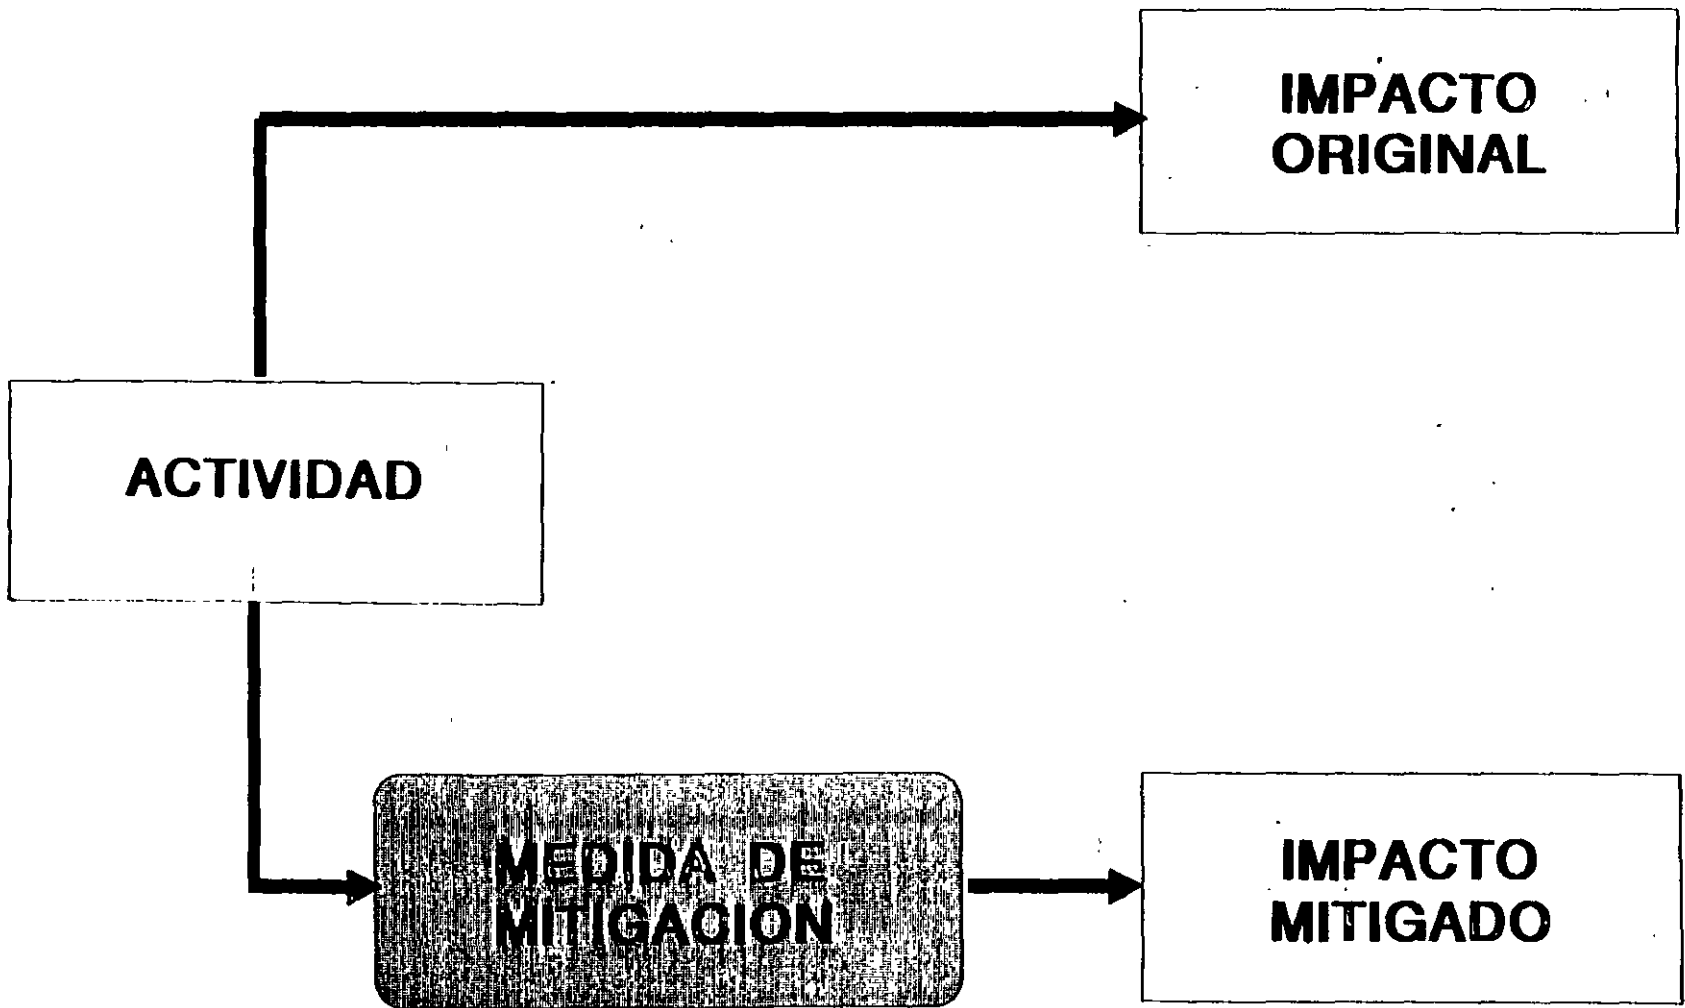 IMPACTO
ORIGINAL
ACTIVIDAD
MEDIDA DE
MITIGACION
IMPACTO
MITIGADO